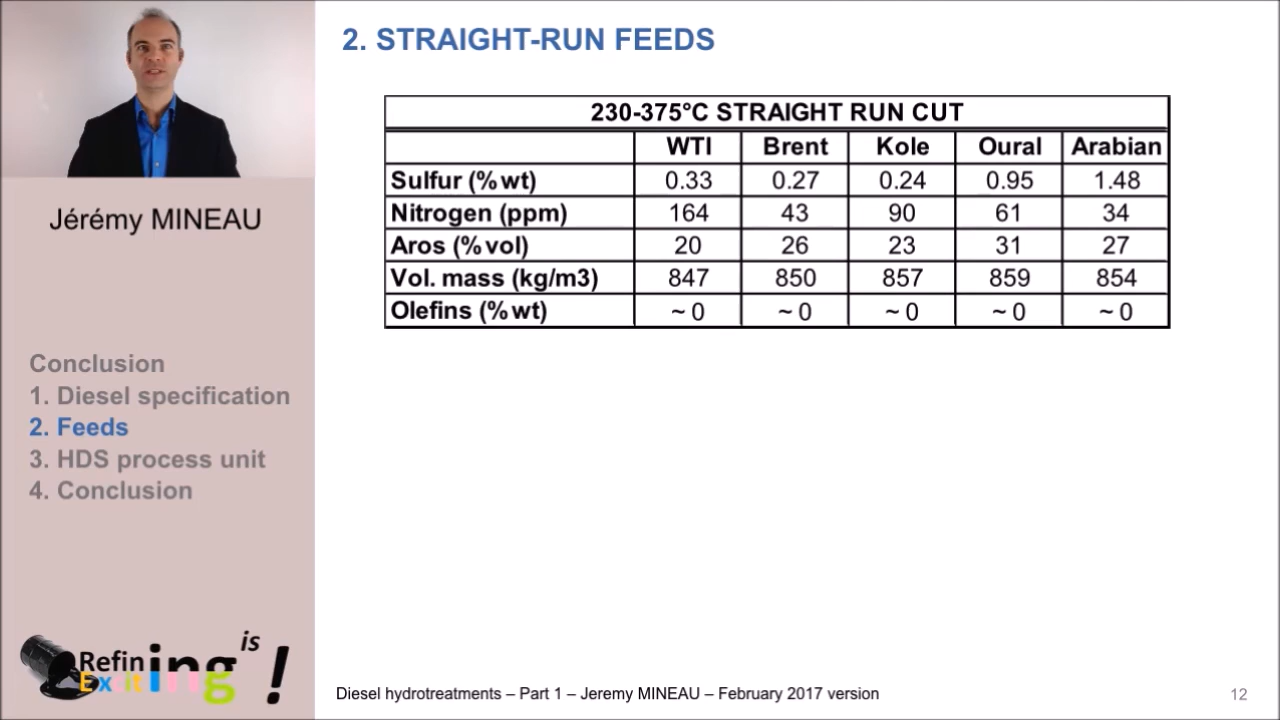 2. STRAIGHT-RUN FEEDS
230-375°C STRAIGHT RUN CUT
WTI Brent Kole Oural Arabian
Sulfur (%wt) 0.33 0.27 0.24 0.95 1.48
Nitrogen (ppm) 164 43 90 61 34
Aros (%vol) 20 26 23 31 27
Vol. mass (kg/m3) 847 850 857 859 854
Olefins (%wt) ~ 0 ~ 0 ~ 0 ~ 0 ~ 0
Jérémy MINEAU
Conclusion
1. Diesel specification
2. Feeds
3. HDS process unit
4. Conclusion
Refining is
Exciting !
Diesel hydrotreatments – Part 1 – Jeremy MINEAU – February 2017 version
12